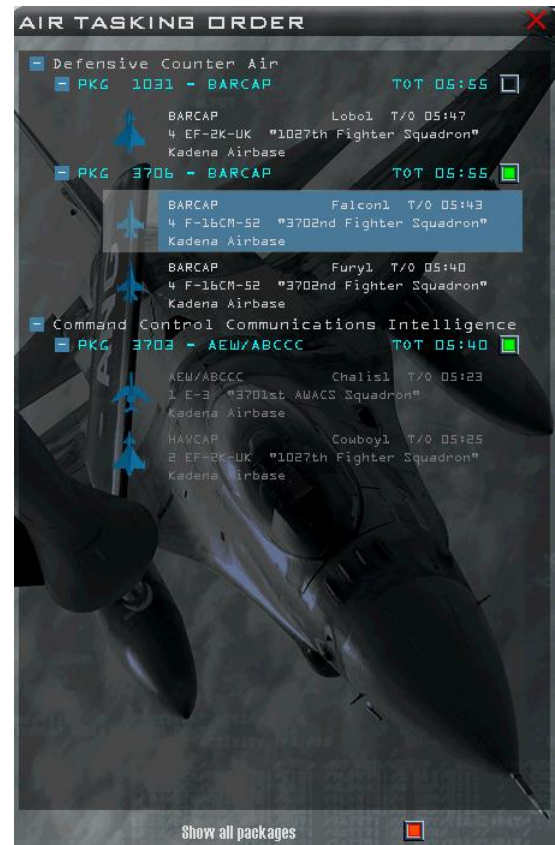 AIR TASKING ORDER
Defensive Counter Air
PKG 1031 - BARCAP TOT 05:55
BARCAP Lobo1 T/O 05:47
4 EF-2K-UK "1027th Fighter Squadron"
Kadena Airbase
PKG 3706 - BARCAP TOT 05:55
BARCAP Falcon1 T/O 05:43
4 F-16CM-52 "3702nd Fighter Squadron"
Kadena Airbase
BARCAP Fury1 T/O 05:40
4 F-16CM-52 "3702nd Fighter Squadron"
Kadena Airbase
Command Control Communications Intelligence
PKG 3703 - AEW/ABCCC TOT 05:40
AEW/ABCCC Chalis1 T/O 05:23
1 E-3 "3701st AWACS Squadron"
Kadena Airbase
HAVCAP Cowboy1 T/O 05:25
2 EF-2K-UK "1027th Fighter Squadron"
Kadena Airbase
Show all packages